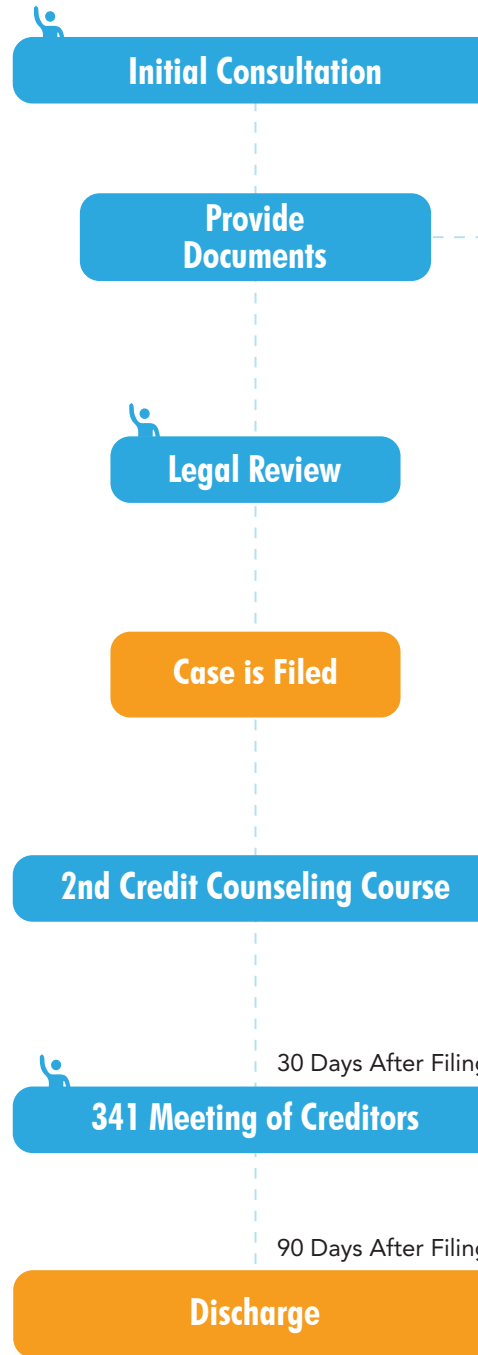 Initial Consultation
Provide
Documents
Legal Review
Case is Filed
2nd Credit Counseling Course
30 Days After Filing
341 Meeting of Creditors
90 Days After Filing
Discharge